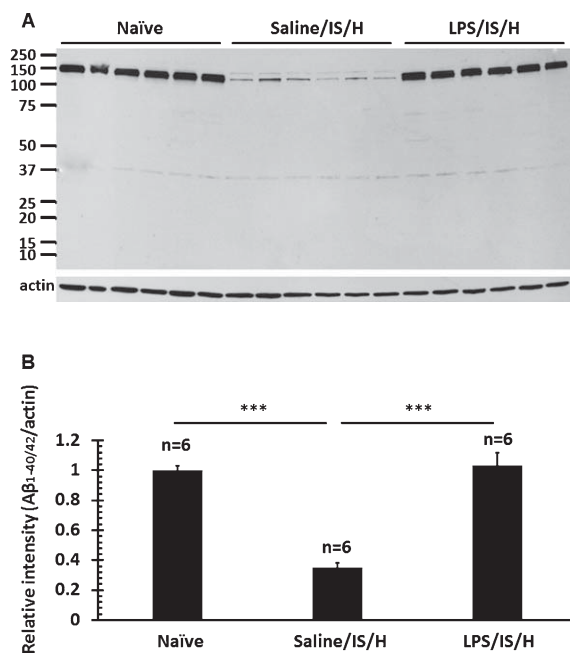 A
Naïve Saline/IS/H LPS/IS/H
250
150
100
75
50
37
25
20
15
10
actin
B
*** ***
Relative intensity (Aβ1-40/42/actin)
1.2
1
0.8
0.6
0.4
0.2
0
n=6 n=6 n=6
Naïve Saline/IS/H LPS/IS/H